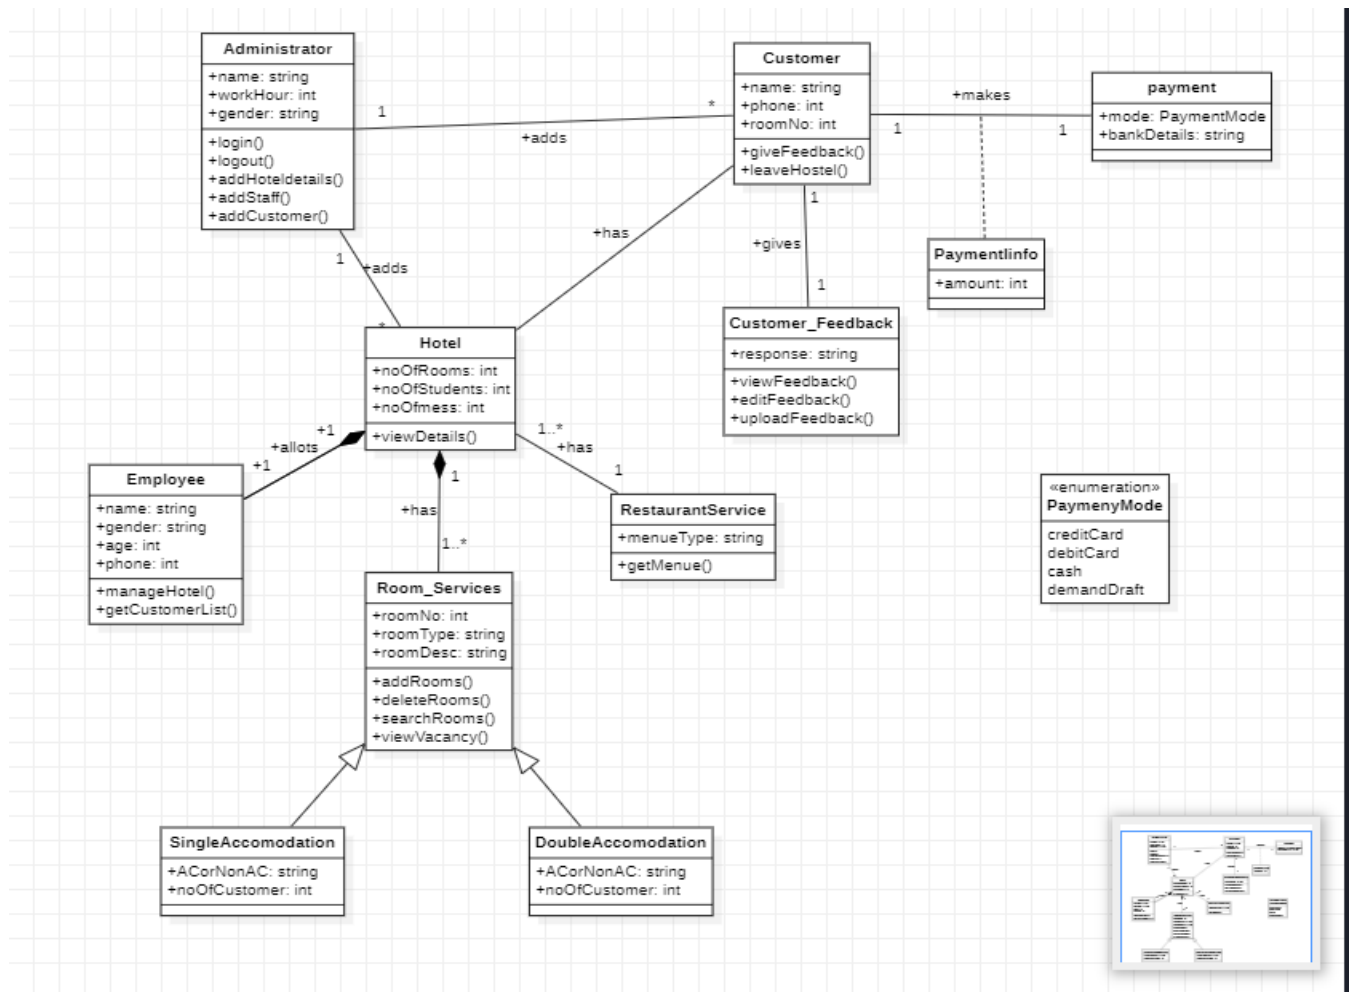 Administrator
+name: string
+workHour: int
+gender: string
+login()
+logout()
+addHoteldetails()
+addStaff()
+addCustomer()
1
*
+adds
Customer
+name: string
+phone: int
+roomNo: int
+giveFeedback()
+leaveHostel()
+makes
1
1
payment
+mode: PaymentMode
+bankDetails: string
PaymentIinfo
+amount: int
1
+gives
1
+has
1
+adds
*
Customer_Feedback
+response: string
+viewFeedback()
+editFeedback()
+uploadFeedback()
Hotel
+noOfRooms: int
+noOfStudents: int
+noOfmess: int
+viewDetails()
+1
+allots
+1
1..*
+has
1
1
+has
1..*
Employee
+name: string
+gender: string
+age: int
+phone: int
+manageHotel()
+getCustomerList()
RestaurantService
+menueType: string
+getMenue()
«enumeration»
PaymenyMode
creditCard
debitCard
cash
demandDraft
Room_Services
+roomNo: int
+roomType: string
+roomDesc: string
+addRooms()
+deleteRooms()
+searchRooms()
+viewVacancy()
SingleAccomodation
+ACorNonAC: string
+noOfCustomer: int
DoubleAccomodation
+ACorNonAC: string
+noOfCustomer: int